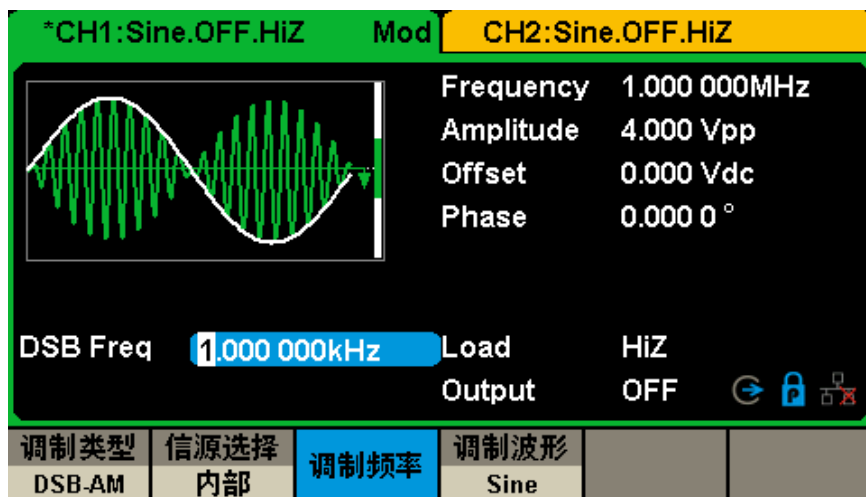 *CH1:Sine.OFF.HiZ Mod CH2:Sine.OFF.HiZ
Frequency 1.000 000MHz
Amplitude 4.000 Vpp
Offset 0.000 Vdc
Phase 0.000 0 °
DSB Freq 1.000 000kHz Load HiZ
Output OFF P
调制类型 信源选择 调制频率 调制波形
DSB-AM 内部 Sine